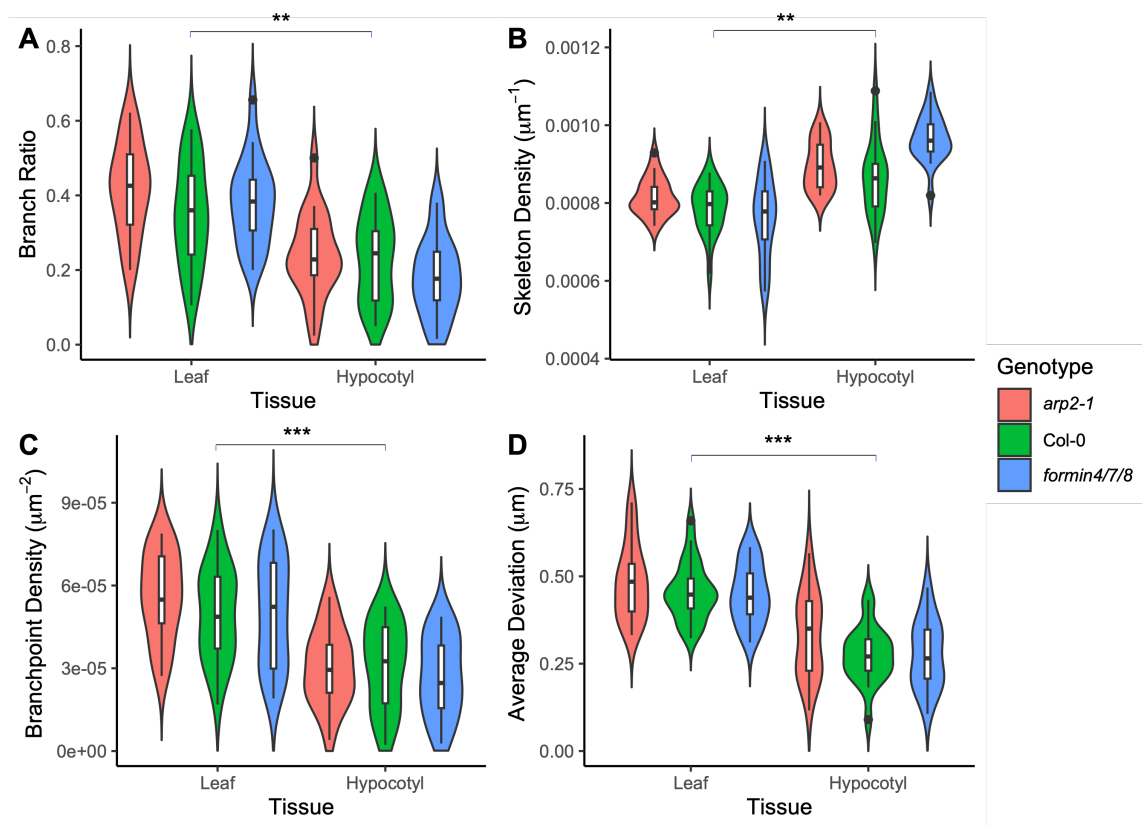 A
**
0.8
0.6
0.4
0.2
0.0
Branch Ratio
Leaf
Hypocotyl
Tissue
B
**
0.0012
0.0010
0.0008
0.0006
0.0004
Skeleton Density (μm⁻¹)
Leaf
Hypocotyl
Tissue
C
***
9e-05
6e-05
3e-05
0e+00
Branchpoint Density (μm⁻²)
Leaf
Hypocotyl
Tissue
D
***
0.75
0.50
0.25
0.00
Average Deviation (μm)
Leaf
Hypocotyl
Tissue
Genotype
arp2-1
Col-0
formin4/7/8